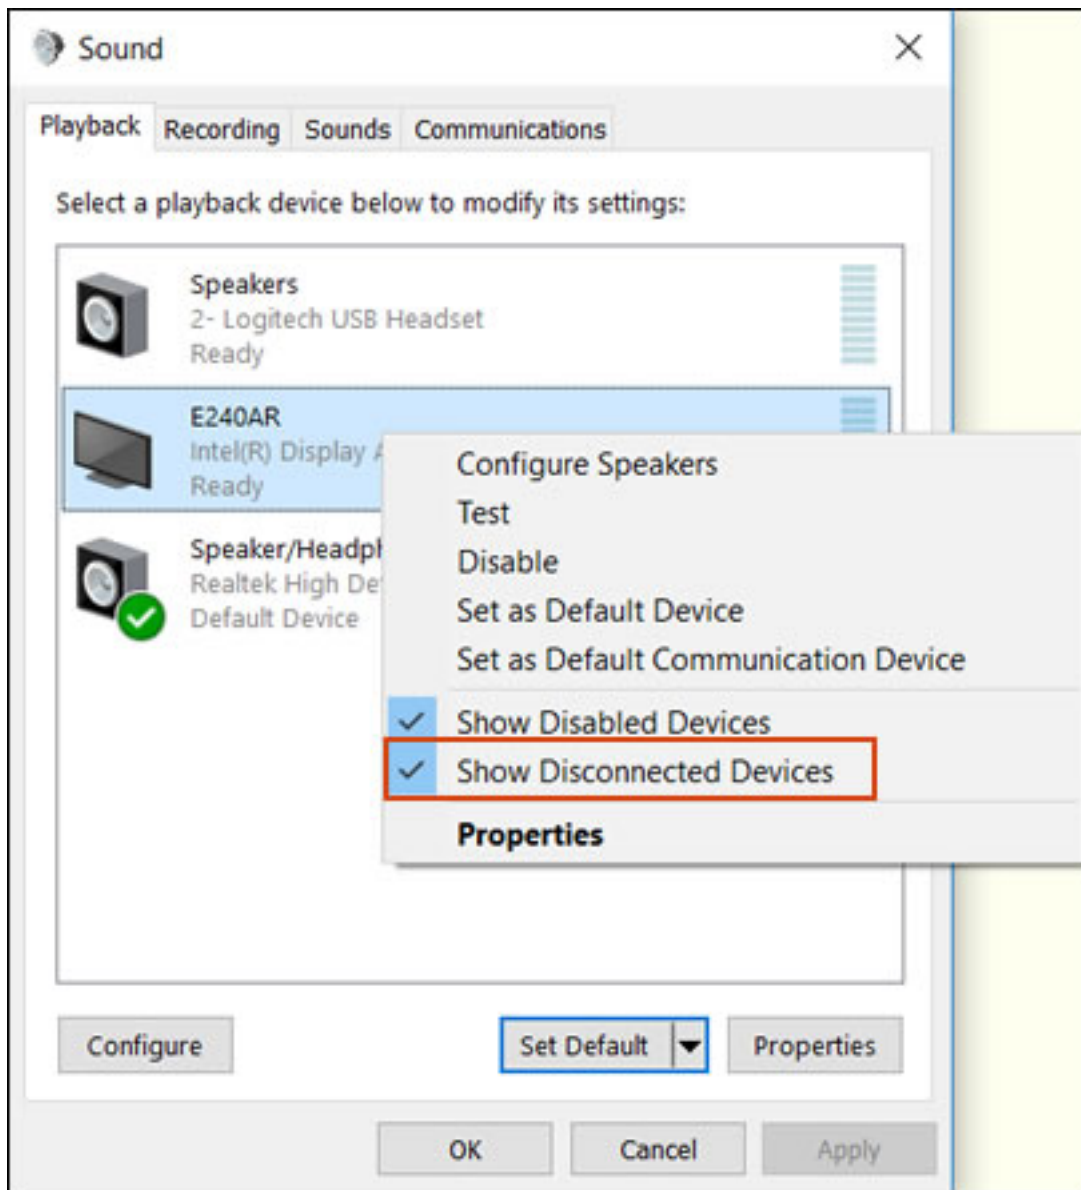 Sound
Playback Recording Sounds Communications
Select a playback device below to modify its settings:
Speakers
2- Logitech USB Headset
Ready
E240AR
Intel(R) Display
Ready
Speaker/
Realtek High
Default Device
Configure Speakers
Test
Disable
Set as Default Device
Set as Default Communication Device
Show Disabled Devices
Show Disconnected Devices
Properties
Configure Set Default Properties
OK Cancel Apply